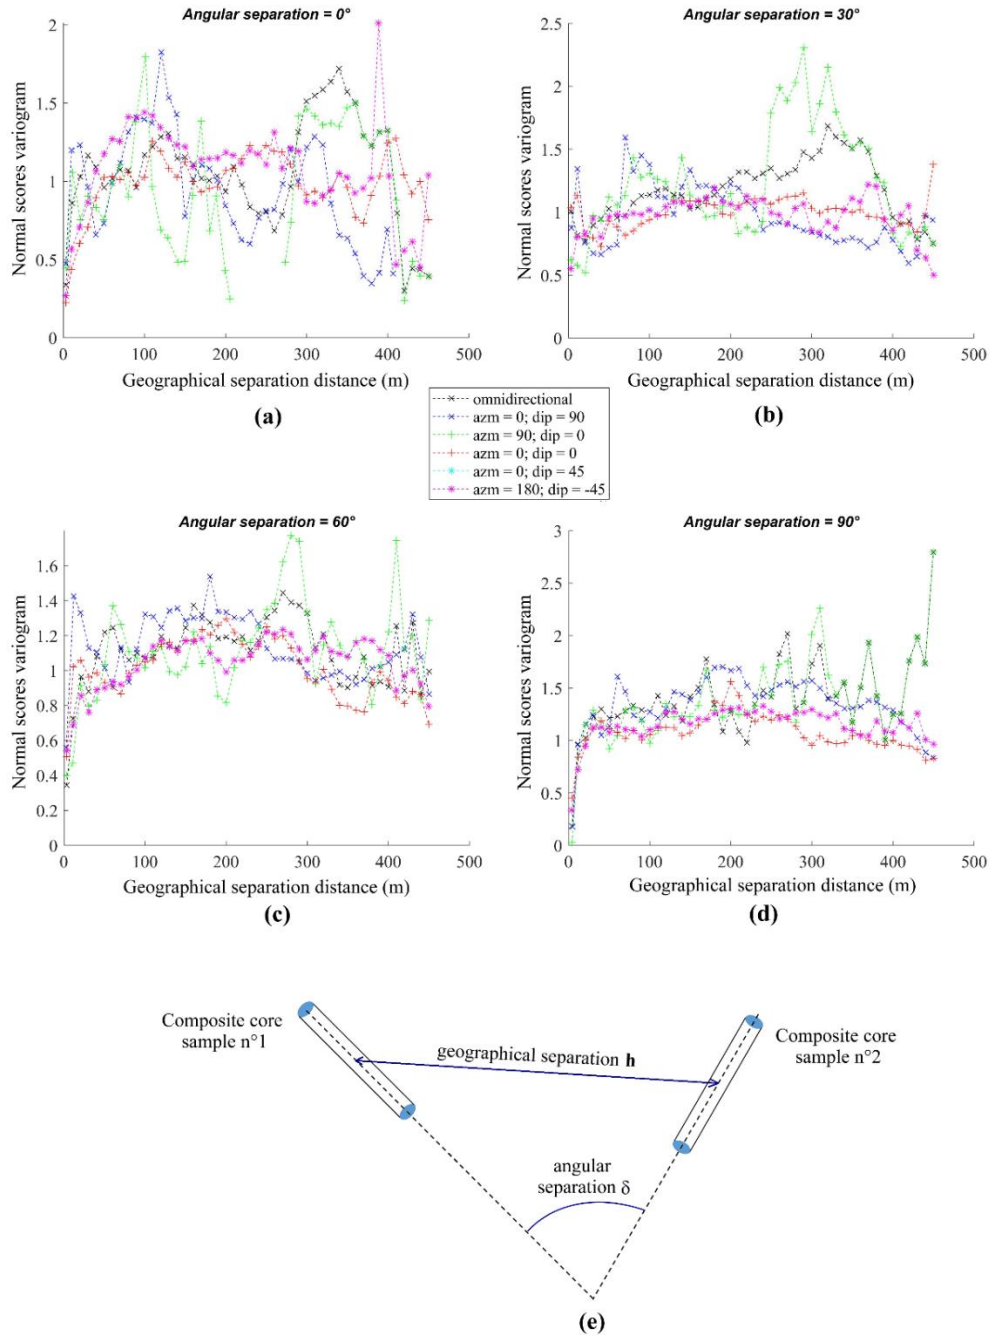 Angular separation = 0°
Normal scores variogram
2
1.5
1
0.5
0
0 100 200 300 400 500
Geographical separation distance (m)
(a)
Angular separation = 30°
Normal scores variogram
2.5
2
1.5
1
0.5
0
0 100 200 300 400 500
Geographical separation distance (m)
(b)
omnidirectional
azm = 0; dip = 90
azm = 90; dip = 0
azm = 0; dip = 0
azm = 0; dip = 45
azm = 180; dip = -45
Angular separation = 60°
Normal scores variogram
1.6
1.4
1.2
1
0.8
0.6
0.4
0.2
0
0 100 200 300 400 500
Geographical separation distance (m)
(c)
Angular separation = 90°
Normal scores variogram
3
2.5
2
1.5
1
0.5
0
0 100 200 300 400 500
Geographical separation distance (m)
(d)
Composite core
sample n°1
geographical separation h
Composite core
sample n°2
angular
separation δ
(e)